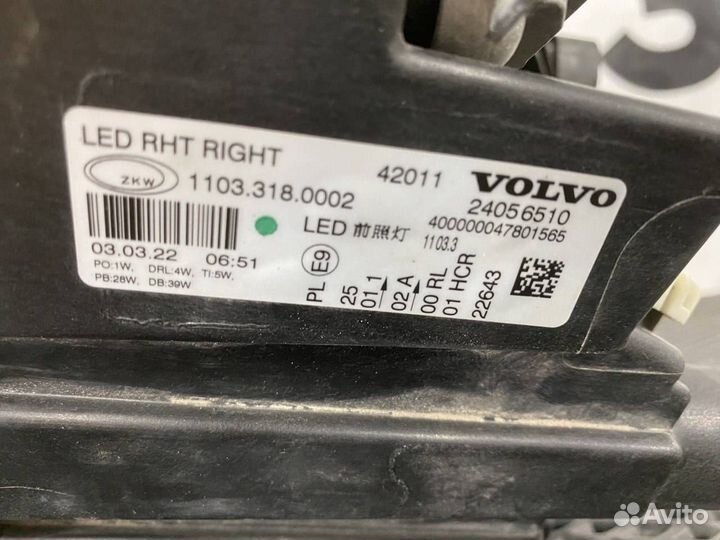 LED RHT RIGHT
ZKW
1103.318.0002
42011
VOLVO
24056510
400000047801565
1103.3
LED 前照灯
03.03.22 06:51
PO:1W, DRL:4W, TI:5W,
PB:28W, DB:39W
E9
PL
25
01 1
02 A
00 RL
01 HCR
22643
Avito